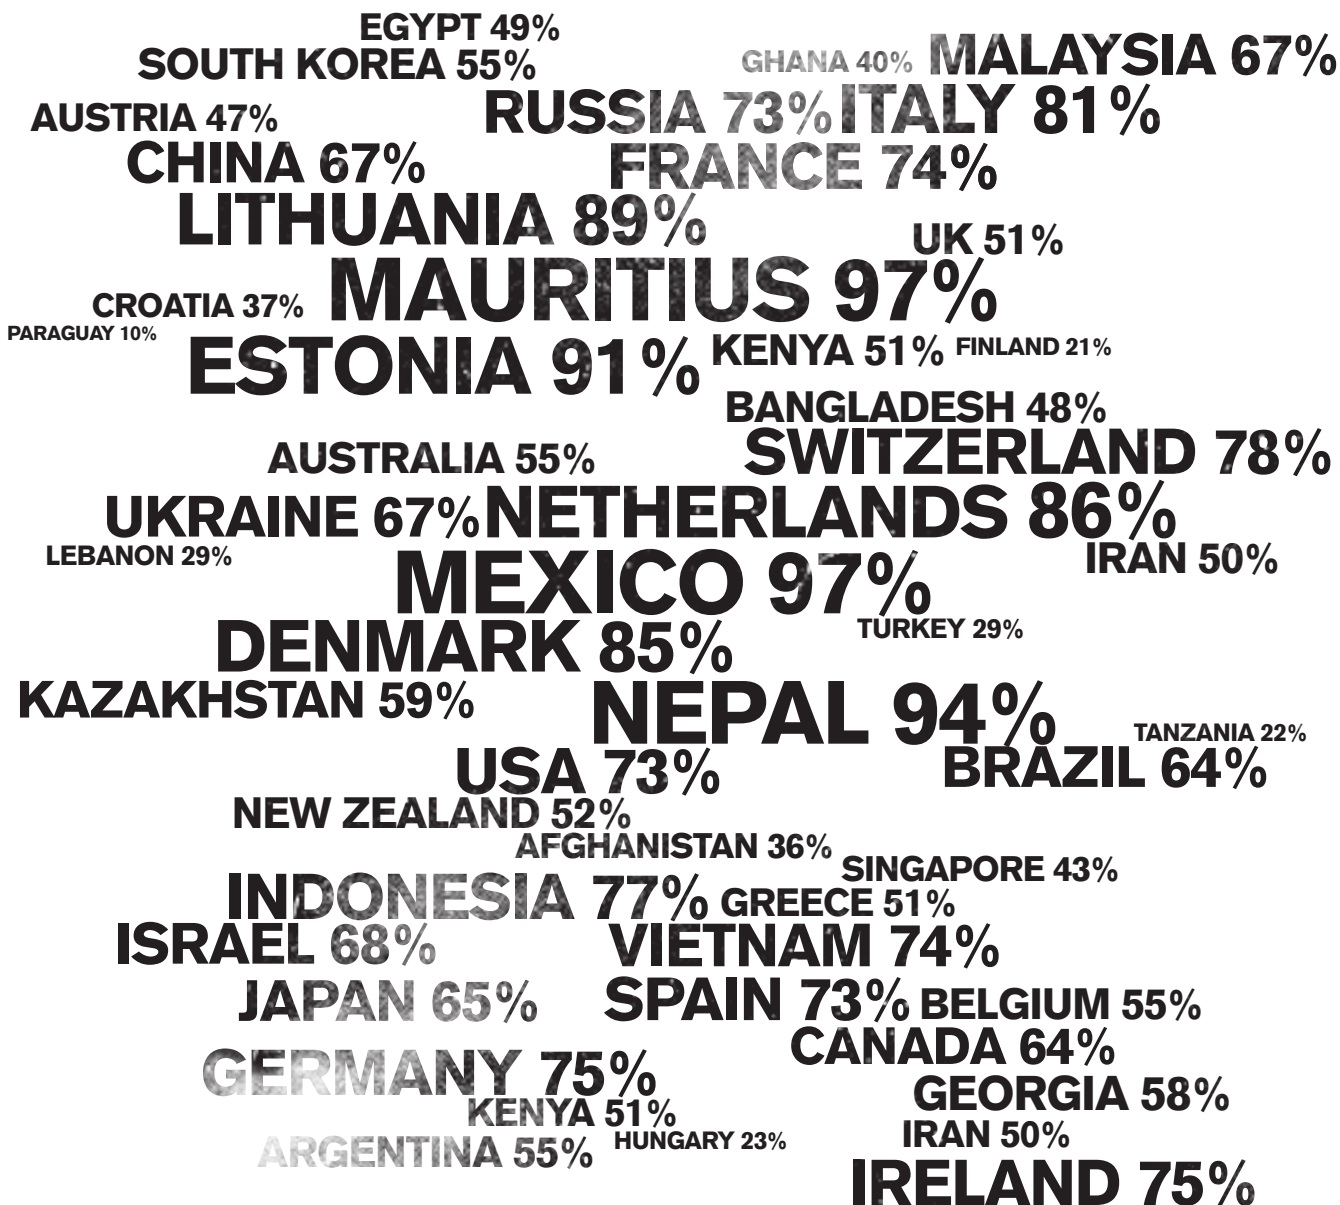 EGYPT 49%
SOUTH KOREA 55%
GHANA 40%
MALAYSIA 67%
AUSTRIA 47%
RUSSIA 73%
ITALY 81%
CHINA 67%
FRANCE 74%
LITHUANIA 89%
UK 51%
MAURITIUS 97%
CROATIA 37%
PARAGUAY 10%
ESTONIA 91%
KENYA 51%
FINLAND 21%
BANGLADESH 48%
AUSTRALIA 55%
SWITZERLAND 78%
UKRAINE 67%
NETHERLANDS 86%
LEBANON 29%
MEXICO 97%
IRAN 50%
DENMARK 85%
TURKEY 29%
KAZAKHSTAN 59%
NEPAL 94%
TANZANIA 22%
USA 73%
BRAZIL 64%
NEW ZEALAND 52%
AFGHANISTAN 36%
SINGAPORE 43%
INDONESIA 77%
GREECE 51%
ISRAEL 68%
VIETNAM 74%
JAPAN 65%
SPAIN 73%
BELGIUM 55%
CANADA 64%
GERMANY 75%
GEORGIA 58%
KENYA 51%
ARGENTINA 55%
HUNGARY 23%
IRAN 50%
IRELAND 75%